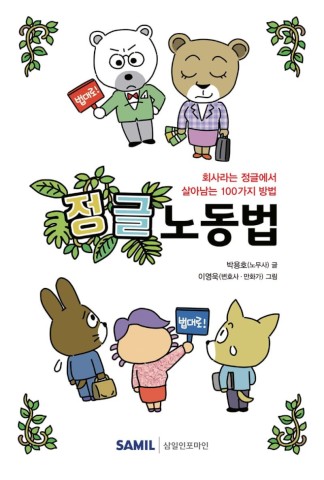 법대로!
회사라는 정글에서
살아남는 100가지 방법
정글노동법
박용호(노무사) 글
이영욱(변호사·만화가) 그림
법대로!
SAMIL | 삼일인포마인